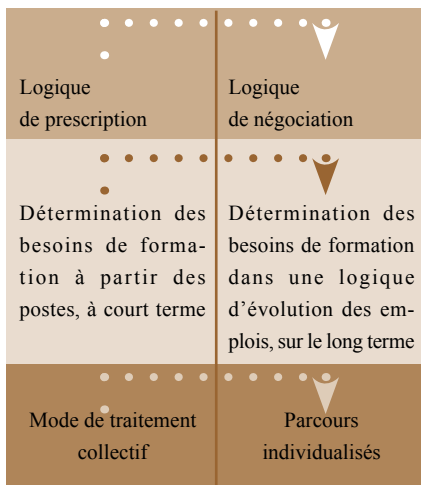 Logique
de prescription
Logique
de négociation
Détermination des
besoins de forma-
tion à partir des
postes, à court terme
Détermination des
besoins de formation
dans une logique
d'évolution des em-
plois, sur le long terme
Mode de traitement
collectif
Parcours
individualisés